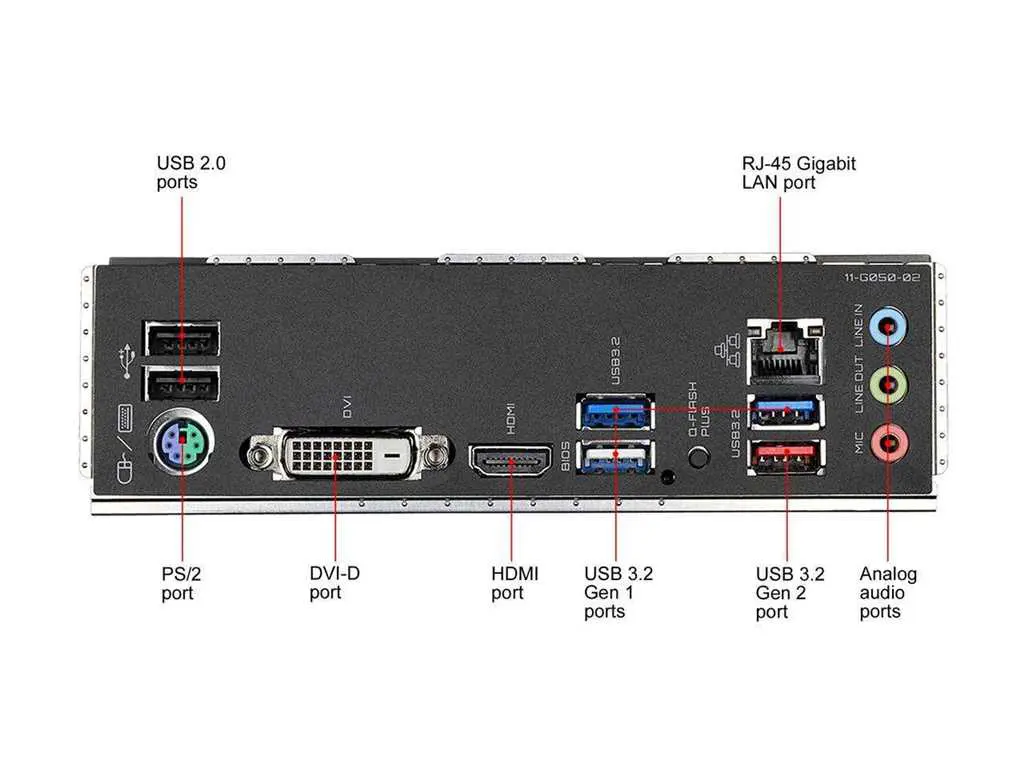 USB 2.0
ports
RJ-45 Gigabit
LAN port
11-G050-02
LINE IN
USB3.2
LINE OUT
DVI
HDMI
Q-FLASH
PLUS
USB3.2
MIC
BIOS
PS/2
port
DVI-D
port
HDMI
port
USB 3.2
Gen 1
ports
USB 3.2
Gen 2
port
Analog
audio
ports